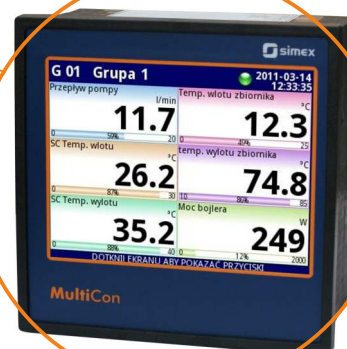 simex
G 01 Grupa 1
2011-03-14
12:33:35
Przepływ pompy
l/min
11.7
0 59% 20
Temp. wlotu zbiornika
°C
12.3
0 49% 25
SC Temp. wlotu
°C
26.2
0 87% 30
temp. wylotu zbiornika
°C
74.8
10 86% 85
SC Temp. wylotu
°C
35.2
0 88% 40
Moc bojlera
W
249
0 12% 2000
DOTKNIJ EKRANU ABY POKAZAĆ PRZYCISKI
MultiCon